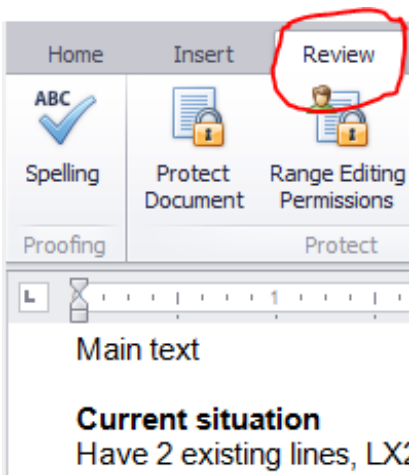 Home Insert Review
ABC
Spelling Protect Document Range Editing Permissions
Proofing Protect
L 1
Main text
Current situation
Have 2 existing lines, LX2